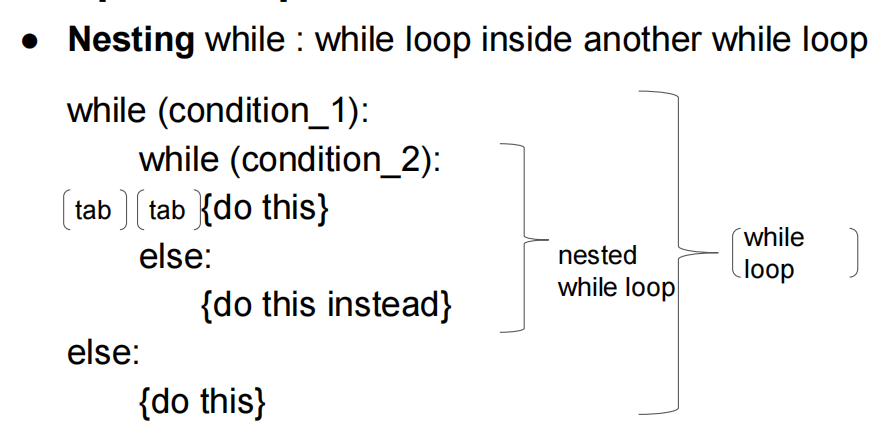 ● Nesting while : while loop inside another while loop
while (condition_1):
while (condition_2):
tab tab {do this}
else:
{do this instead}
else:
{do this}
nested
while loop
while
loop